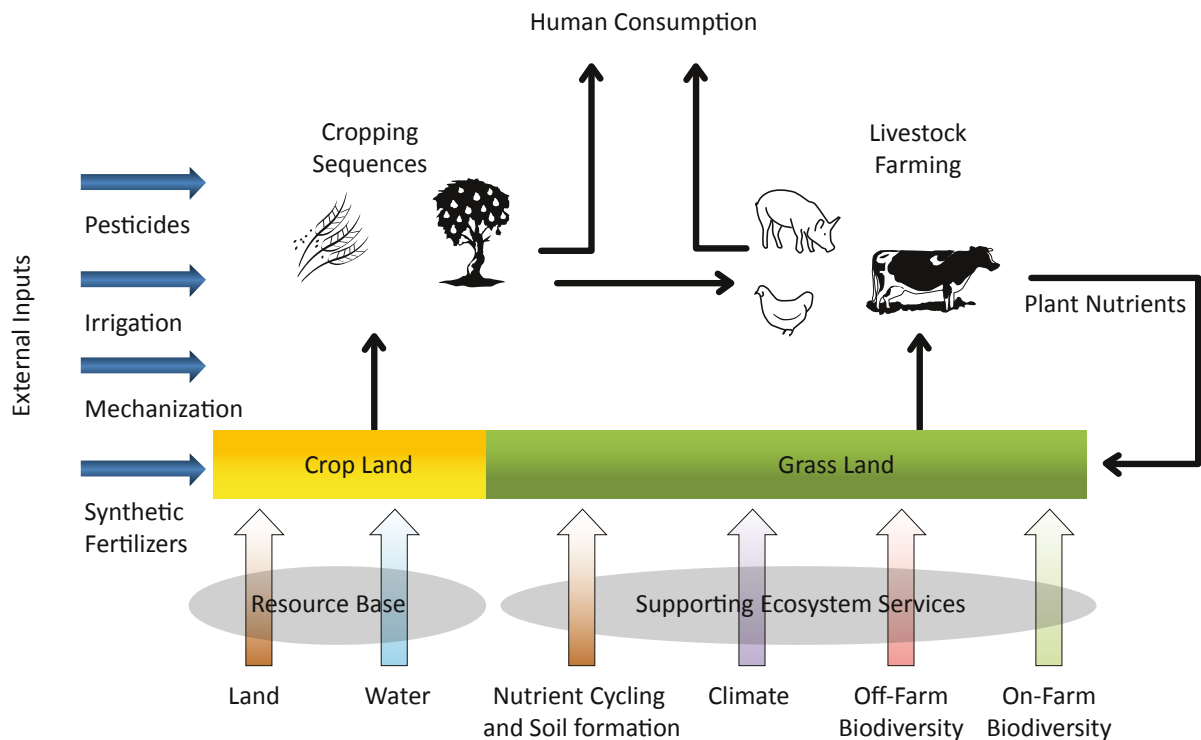 Human Consumption
Cropping
Sequences
Livestock
Farming
External Inputs
Pesticides
Irrigation
Mechanization
Synthetic
Fertilizers
Plant Nutrients
Crop Land
Grass Land
Resource Base
Supporting Ecosystem Services
Land
Water
Nutrient Cycling
and Soil formation
Climate
Off-Farm
Biodiversity
On-Farm
Biodiversity